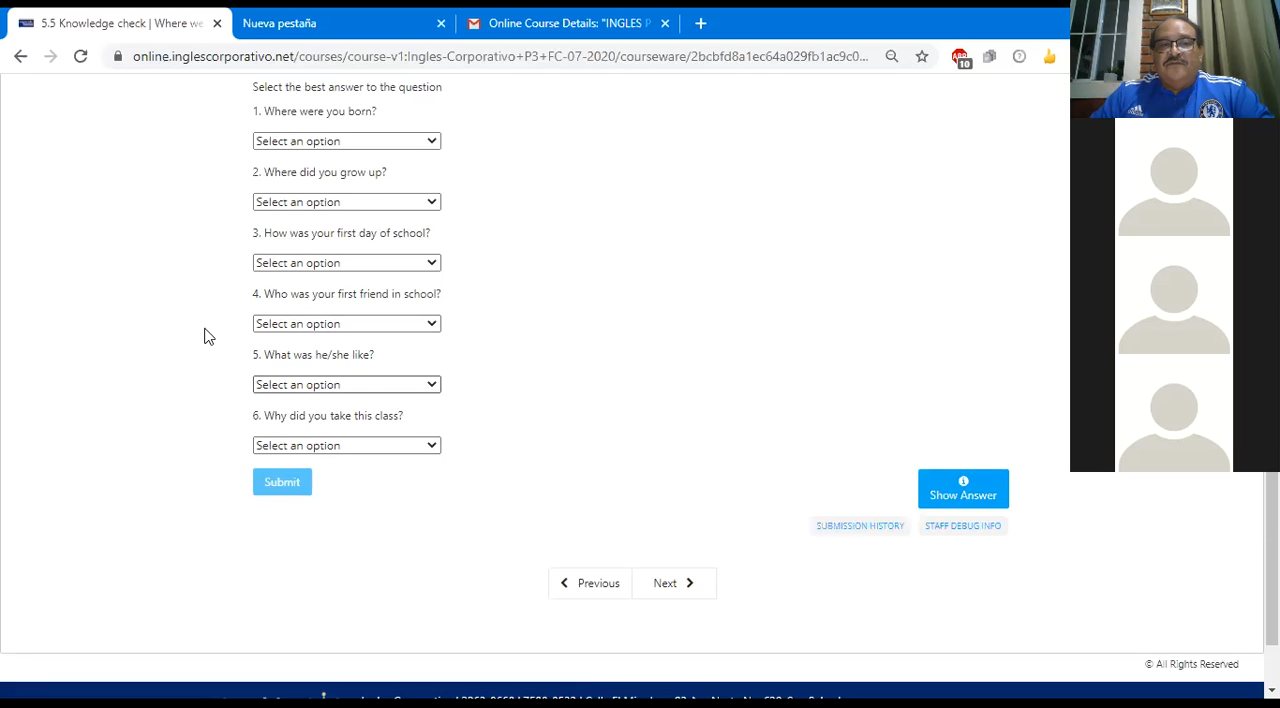 5.5 Knowledge check | Where we
Nueva pestaña
Online Course Details: "INGLES P
online.inglescorporativo.net/courses/course-v1:Ingles-Corporativo+P3+FC-07-2020/courseware/2bcbfd8a1ec64a029fb1ac9c0...
10
Select the best answer to the question
1. Where were you born?
Select an option
2. Where did you grow up?
Select an option
3. How was your first day of school?
Select an option
4. Who was your first friend in school?
Select an option
5. What was he/she like?
Select an option
6. Why did you take this class?
Select an option
Submit
Show Answer
SUBMISSION HISTORY
STAFF DEBUG INFO
Previous
Next
© All Rights Reserved